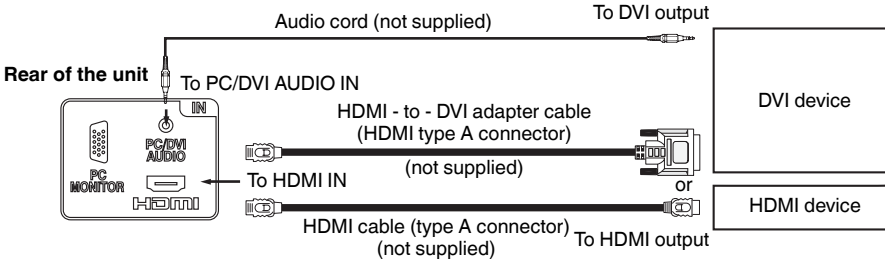 Audio cord (not supplied)
To DVI output
Rear of the unit
To PC/DVI AUDIO IN
IN
PC/DVI
AUDIO
PC
MONITOR
HDMI
HDMI - to - DVI adapter cable
(HDMI type A connector)
(not supplied)
DVI device
To HDMI IN
or
HDMI device
HDMI cable (type A connector)
(not supplied)
To HDMI output